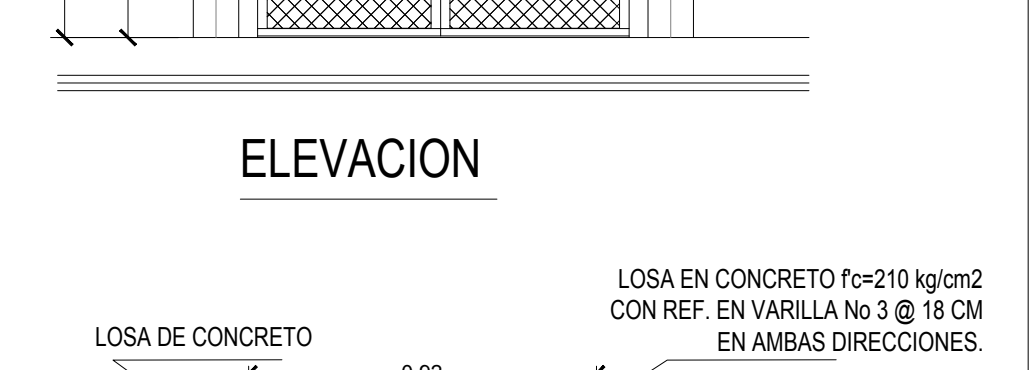 ELEVACION
LOSA EN CONCRETO f'c=210 kg/cm2
CON REF. EN VARILLA No 3 @ 18 CM
EN AMBAS DIRECCIONES.
LOSA DE CONCRETO